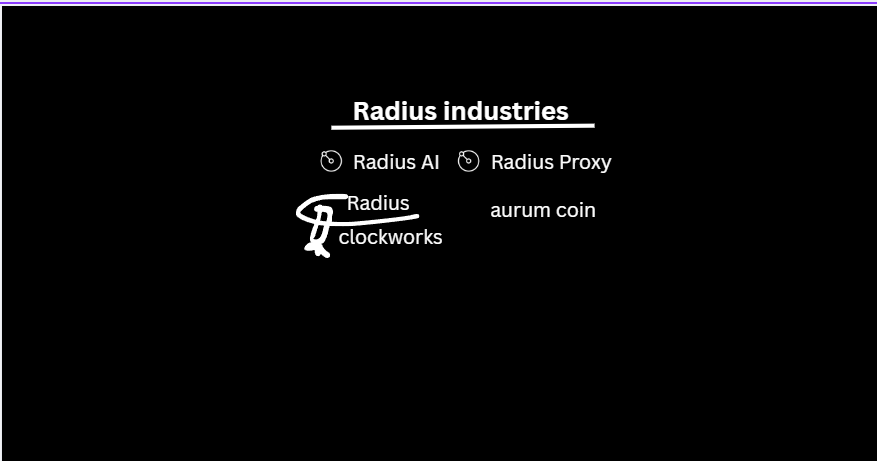 Radius industries
Radius AI
Radius Proxy
Radius
clockworks
aurum coin